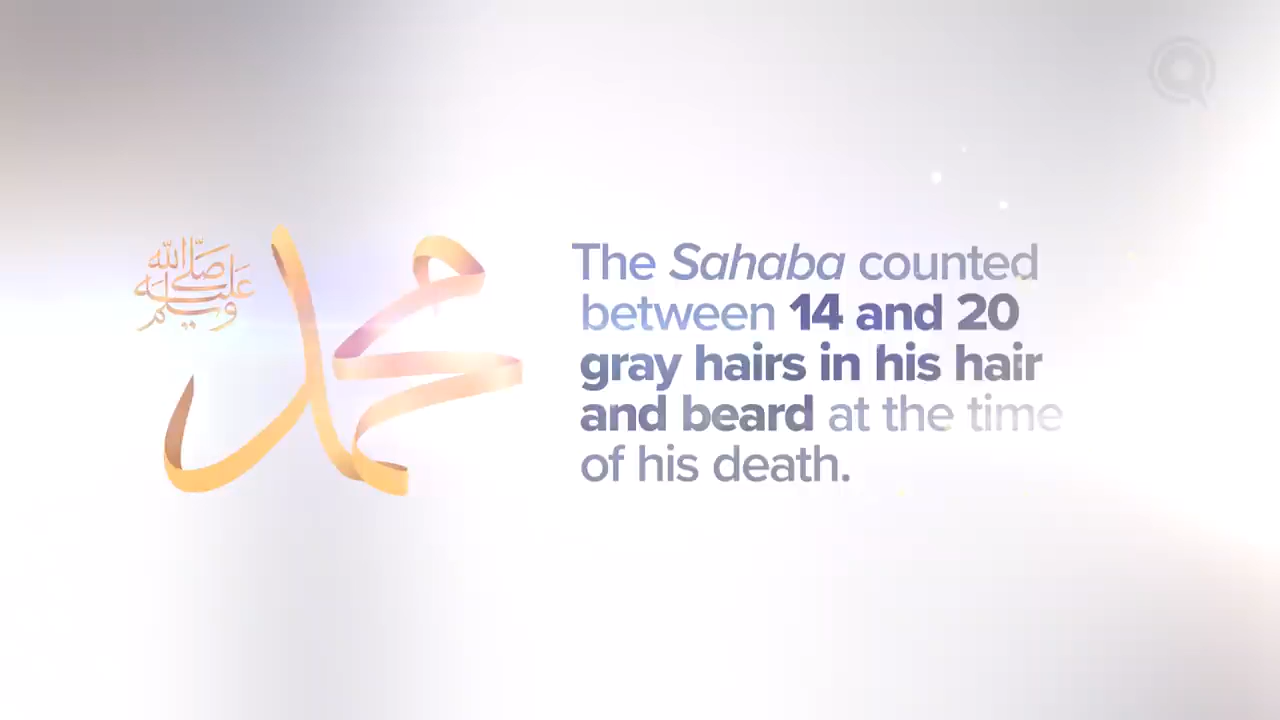 صلى الله
عليه
وسلم
محمد
The Sahaba counted
between 14 and 20
gray hairs in his hair
and beard at the time
of his death.